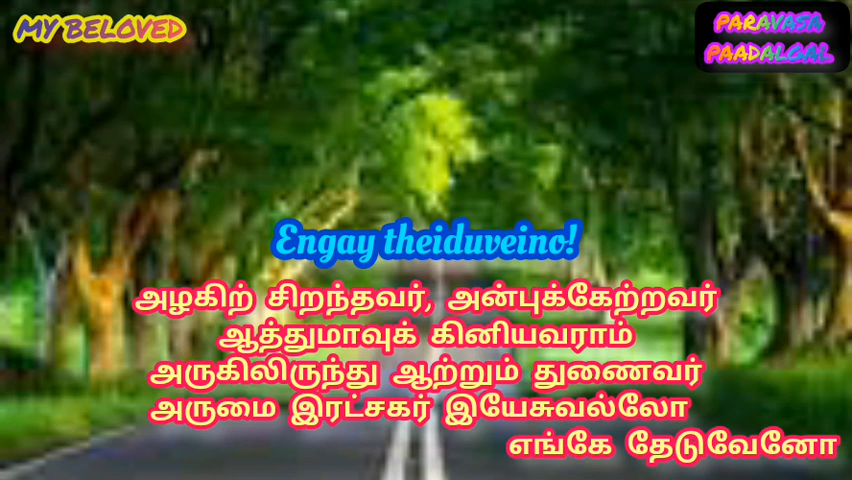 MY BELOVED
PARAVASA
PAADALGAL
Engay theiduveino!
அழகிற் சிறந்தவர், அன்புக்கேற்றவர்
ஆத்துமாவுக் கினியவராம்
அருகிலிருந்து ஆற்றும் துணைவர்
அருமை இரட்சகர் இயேசுவல்லோ
எங்கே தேடுவேனோ